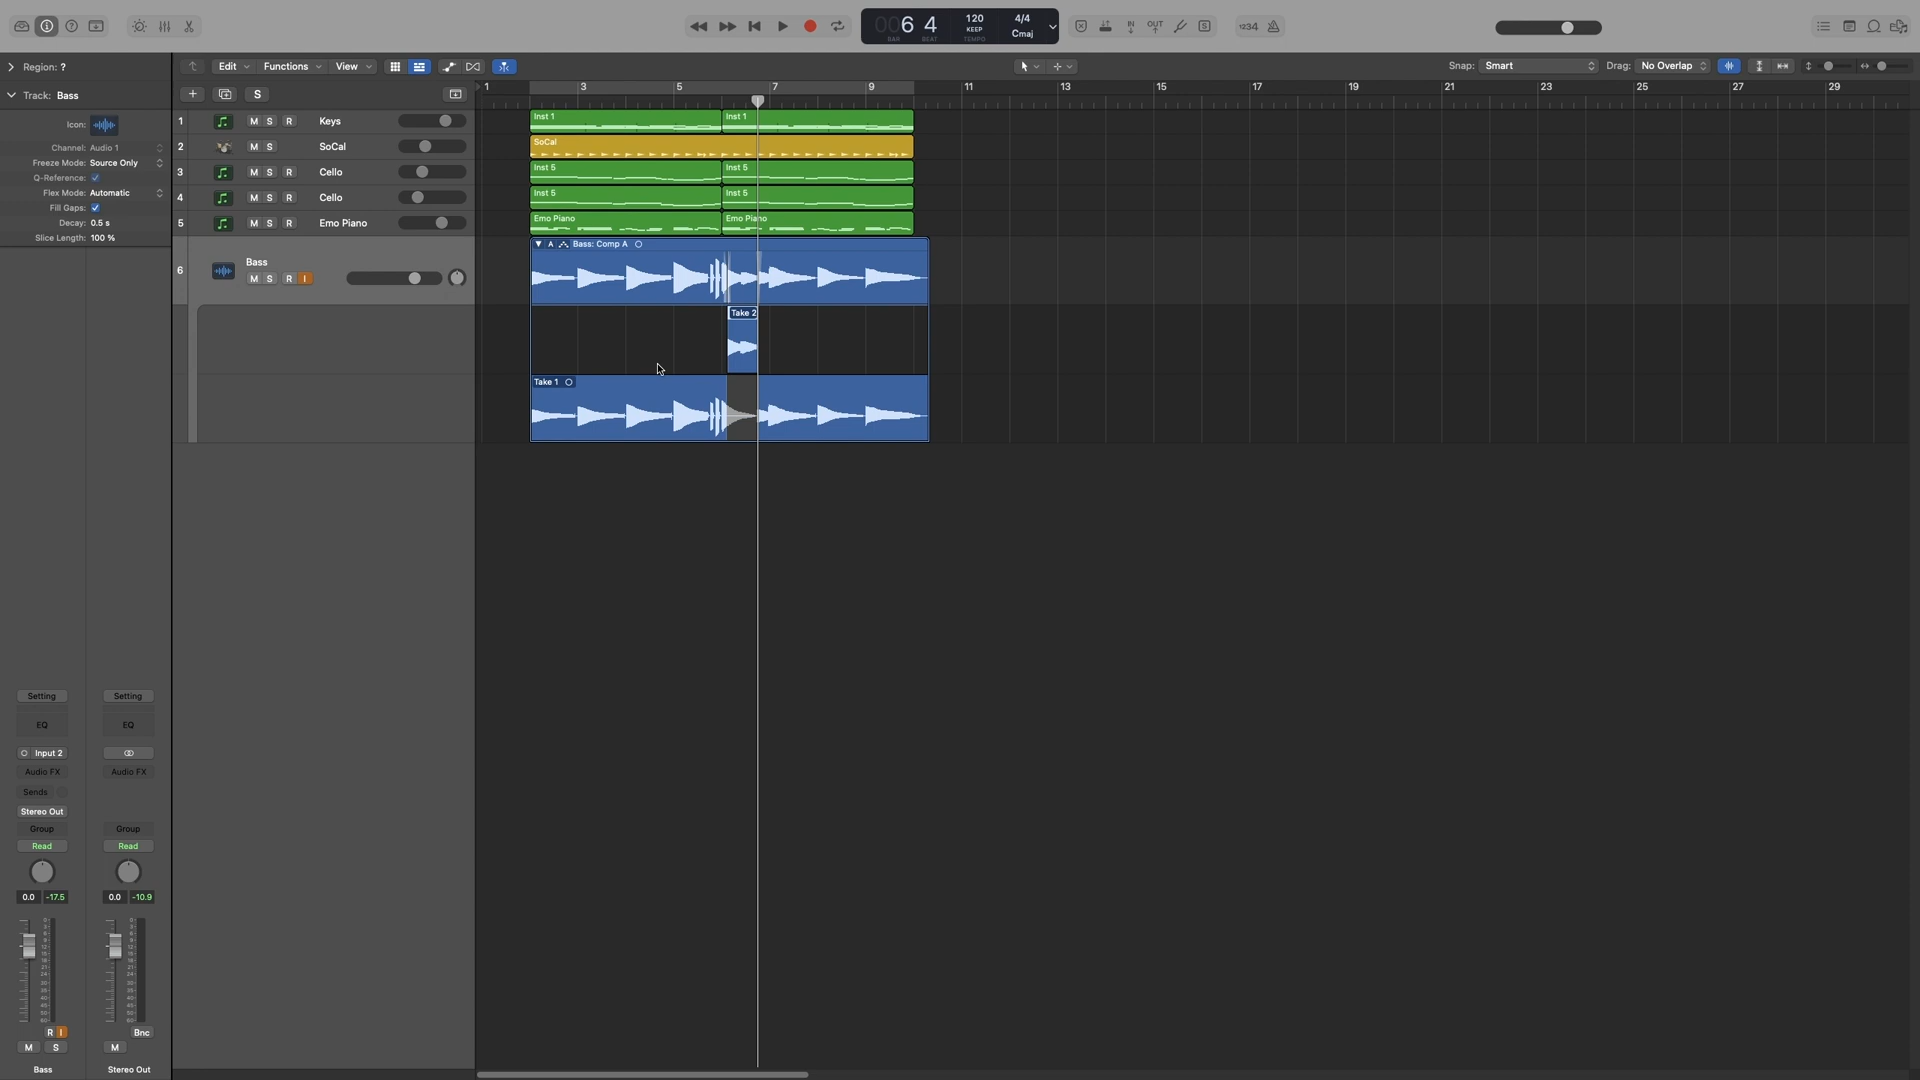 006 4
BAR BEAT
120
KEEP
TEMPO
4/4
Cmaj
1234
Region: ?
Edit Functions View
Snap: Smart
Drag: No Overlap
Track: Bass
S
1 3 5 7 9 11 13 15 17 19 21 23 25 27 29
Icon:
Channel: Audio 1
Freeze Mode: Source Only
Q-Reference:
Flex Mode: Automatic
Fill Gaps:
Decay: 0.5 s
Slice Length: 100 %
1 M S R Keys
Inst 1 Inst 1
2 M S SoCal
SoCal
3 M S R Cello
Inst 5 Inst 5
4 M S R Cello
Inst 5 Inst 5
5 M S R Emo Piano
Emo Piano Emo Piano
6 Bass
M S R I
A Bass: Comp A
Take 2
Take 1
Setting Setting
EQ EQ
Input 2
Audio FX Audio FX
Sends
Stereo Out
Group Group
Read Read
0.0 -17.5 0.0 -10.9
R I Bnc
M S M
Bass Stereo Out